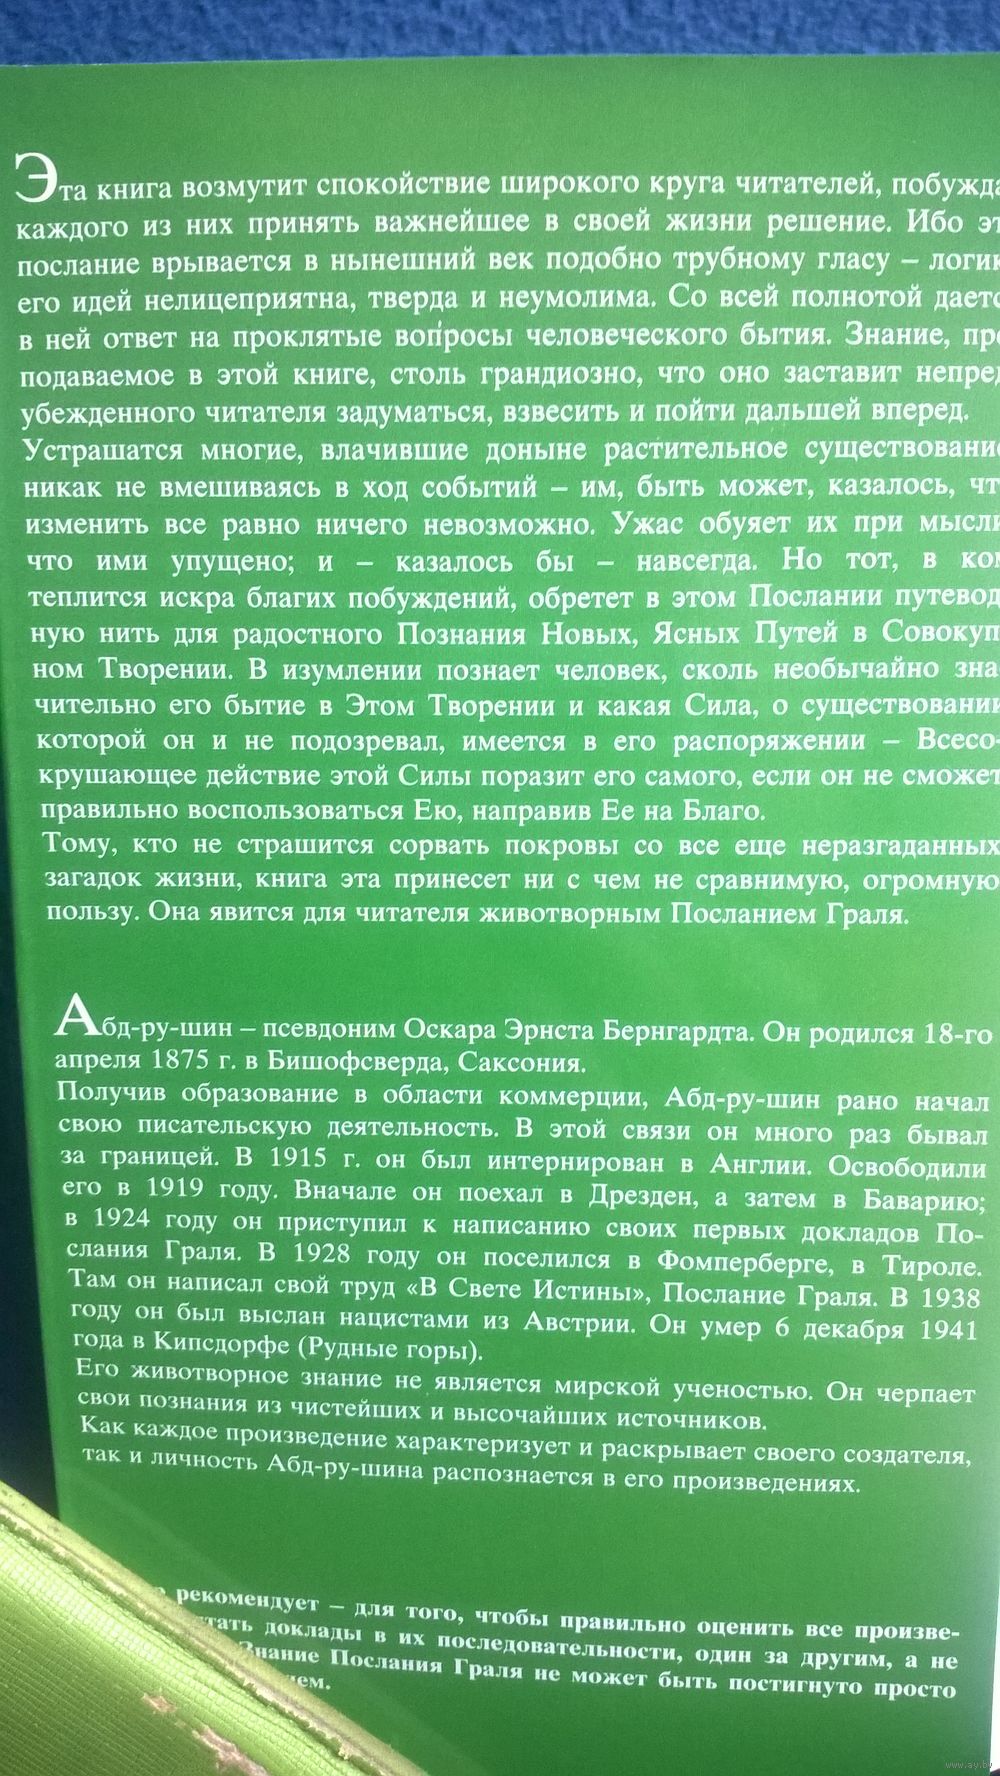 Эта книга возмутит спокойствие широкого круга читателей, побужда
каждого из них принять важнейшее в своей жизни решение. Ибо эт
послание врывается в нынешний век подобно трубному гласу – логик
его идей нелицеприятна, тверда и неумолима. Со всей полнотой даетс
в ней ответ на проклятые вопросы человеческого бытия. Знание, пре
подаваемое в этой книге, столь грандиозно, что оно заставит непред
убежденного читателя задуматься, взвесить и пойти дальшей вперед.
Устрашатся многие, влачившие доныне растительное существование
никак не вмешиваясь в ход событий – им, быть может, казалось, чт
изменить все равно ничего невозможно. Ужас обуяет их при мысли
что ими упущено; и – казалось бы – навсегда. Но тот, в ком
теплится искра благих побуждений, обретет в этом Послании путевод-
ную нить для радостного Познания Новых, Ясных Путей в Совокуп-
ном Творении. В изумлении познает человек, сколь необычайно зна-
чительно его бытие в Этом Творении и какая Сила, о существовании
которой он и не подозревал, имеется в его распоряжении – Всесо-
крушающее действие этой Силы поразит его самого, если он не сможет
правильно воспользоваться Ею, направив Ее на Благо.
Тому, кто не страшится сорвать покровы со все еще неразгаданных
загадок жизни, книга эта принесет ни с чем не сравнимую, огромную
пользу. Она явится для читателя животворным Посланием Граля.
Абд-ру-шин – псевдоним Оскара Эрнста Бернгардта. Он родился 18-го
апреля 1875 г. в Бишофсверда, Саксония.
Получив образование в области коммерции, Абд-ру-шин рано начал
свою писательскую деятельность. В этой связи он много раз бывал
за границей. В 1915 г. он был интернирован в Англии. Освободили
его в 1919 году. Вначале он поехал в Дрезден, а затем в Баварию;
в 1924 году он приступил к написанию своих первых докладов По-
слания Граля. В 1928 году он поселился в Фомперберге, в Тироле.
Там он написал свой труд «В Свете Истины», Послание Граля. В 1938
году он был выслан нацистами из Австрии. Он умер 6 декабря 1941
года в Кипсдорфе (Рудные горы).
Его животворное знание не является мирской ученостью. Он черпает
свои познания из чистейших и высочайших источников.
Как каждое произведение характеризует и раскрывает своего создателя,
так и личность Абд-ру-шина распознается в его произведениях.
рекомендует – для того, чтобы правильно оценить все произве-
тать доклады в их последовательности, один за другим, а не
Знание Послания Граля не может быть постигнуто просто
ием.